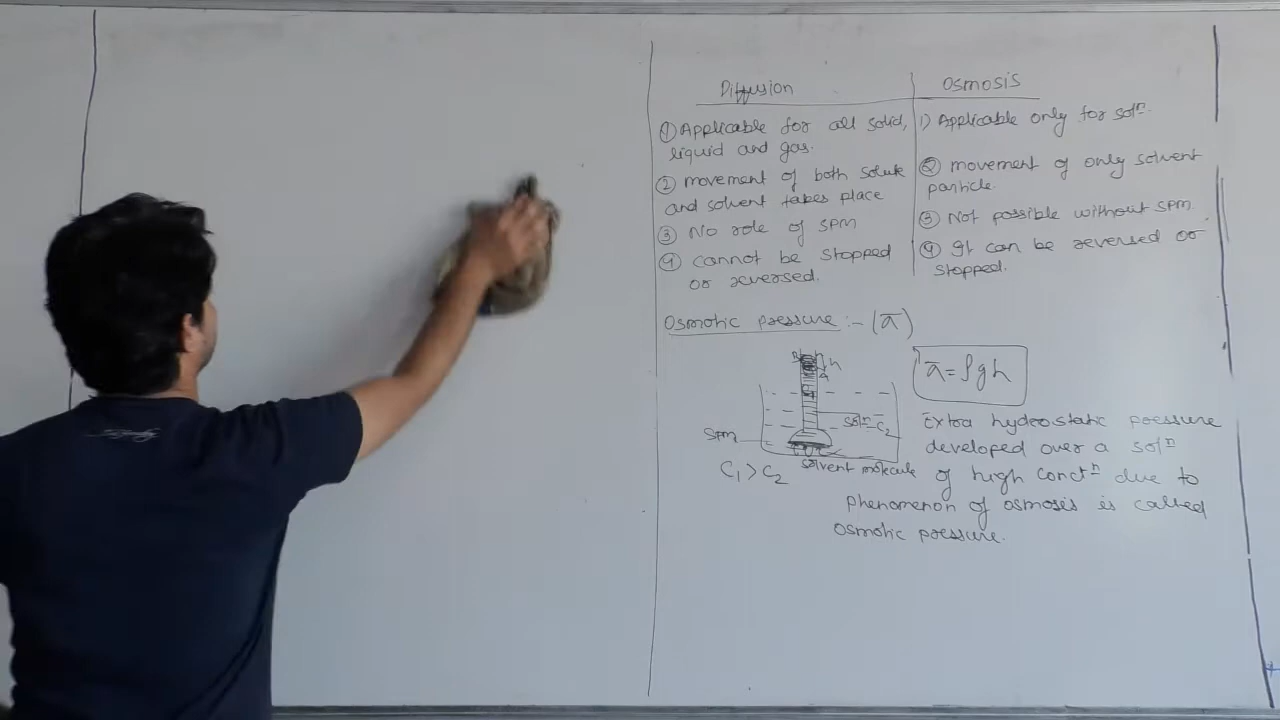 Diffusion
① Applicable for all solid,
liquid and gas.
② movement of both solute
and solvent takes place
③ No role of SPM
④ cannot be stopped
or reversed.
Osmosis
1) Applicable only for solⁿ.
② movement of only solvent
particle.
③ Not possible without SPM
④ It can be reversed or
stopped.
Osmotic pressure :- (π)
h
π = ρgh
solⁿ C₂
SPM
solvent molecule
C₁ > C₂
Extra hydrostatic pressure
developed over a solⁿ
of high concⁿ due to
phenomenon of osmosis is called
osmotic pressure.